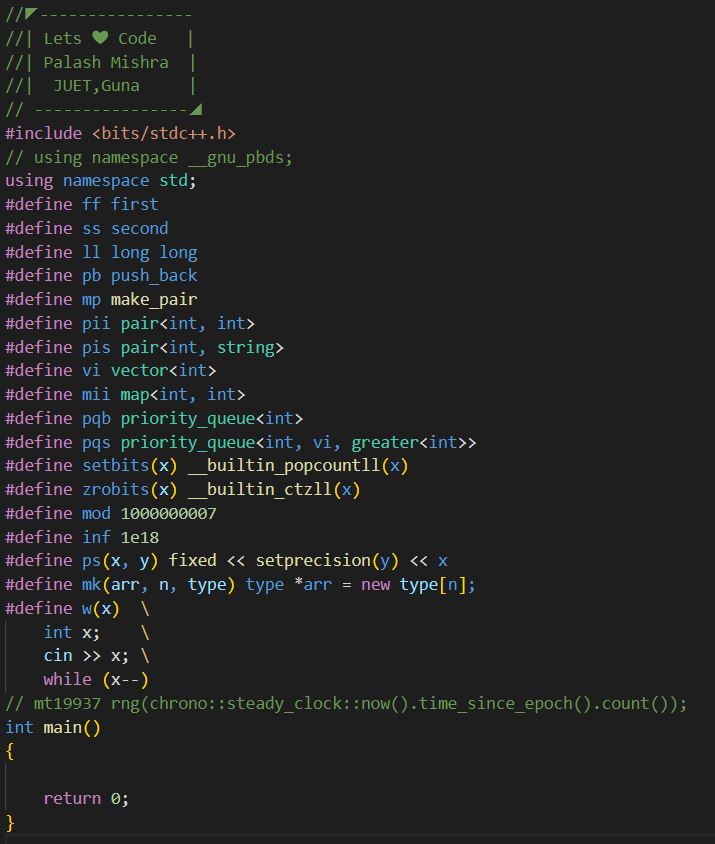 //◤----------------
//| Lets ♥ Code   |
//| Palash Mishra  |
//|  JUET,Guna     |
// ----------------◢
#include <bits/stdc++.h>
// using namespace __gnu_pbds;
using namespace std;
#define ff first
#define ss second
#define ll long long
#define pb push_back
#define mp make_pair
#define pii pair<int, int>
#define pis pair<int, string>
#define vi vector<int>
#define mii map<int, int>
#define pqb priority_queue<int>
#define pqs priority_queue<int, vi, greater<int>>
#define setbits(x) __builtin_popcountll(x)
#define zrobits(x) __builtin_ctzll(x)
#define mod 1000000007
#define inf 1e18
#define ps(x, y) fixed << setprecision(y) << x
#define mk(arr, n, type) type *arr = new type[n];
#define w(x)  \
    int x;    \
    cin >> x; \
    while (x--)
// mt19937 rng(chrono::steady_clock::now().time_since_epoch().count());
int main()
{
    return 0;
}